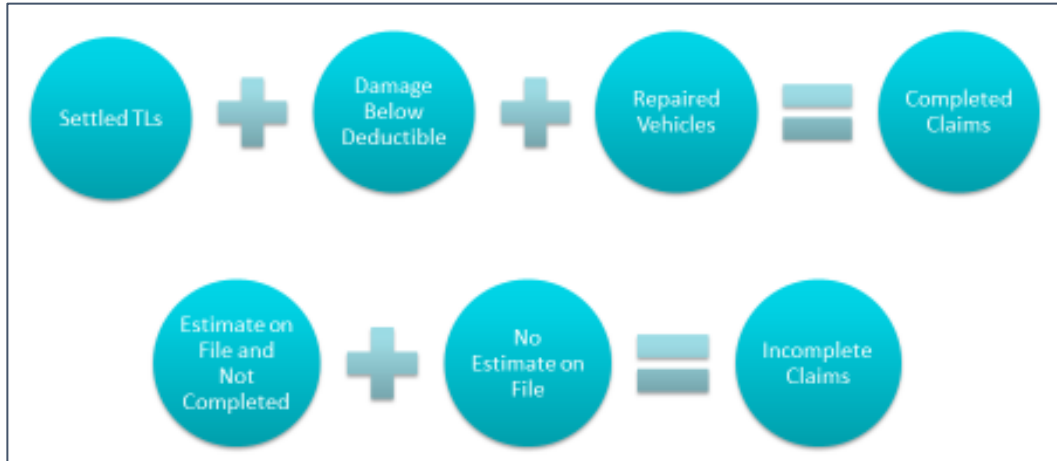 Settled TLs
Damage
Below
Deductible
Repaired
Vehicles
Completed
Claims
Estimate on
File and
Not
Completed
No
Estimate on
File
Incomplete
Claims